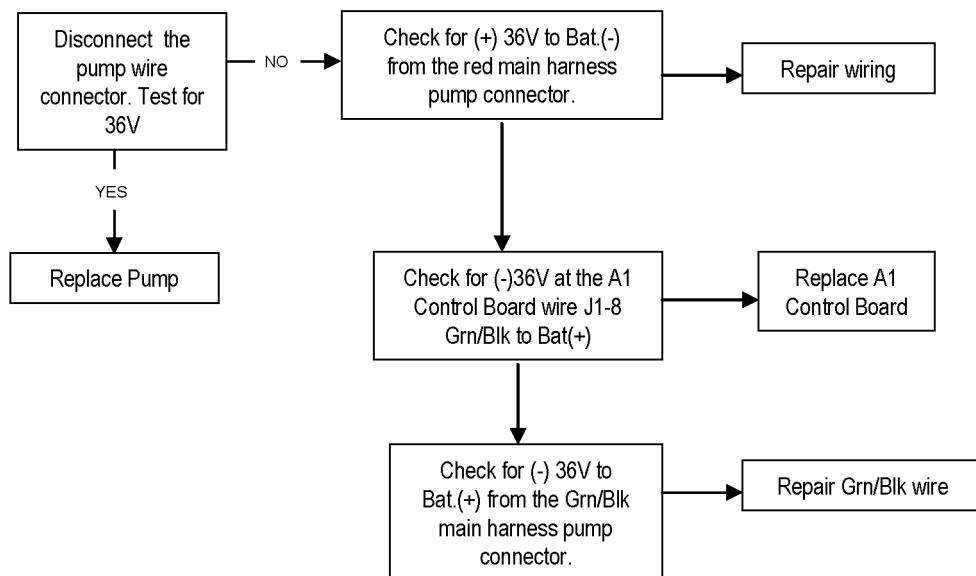 Disconnect the
pump wire
connector. Test for
36V
NO
Check for (+) 36V to Bat.(-)
from the red main harness
pump connector.
Repair wiring
YES
Replace Pump
Check for (-)36V at the A1
Control Board wire J1-8
Grn/Blk to Bat(+)
Replace A1
Control Board
Check for (-) 36V to
Bat.(+) from the Grn/Blk
main harness pump
connector.
Repair Grn/Blk wire